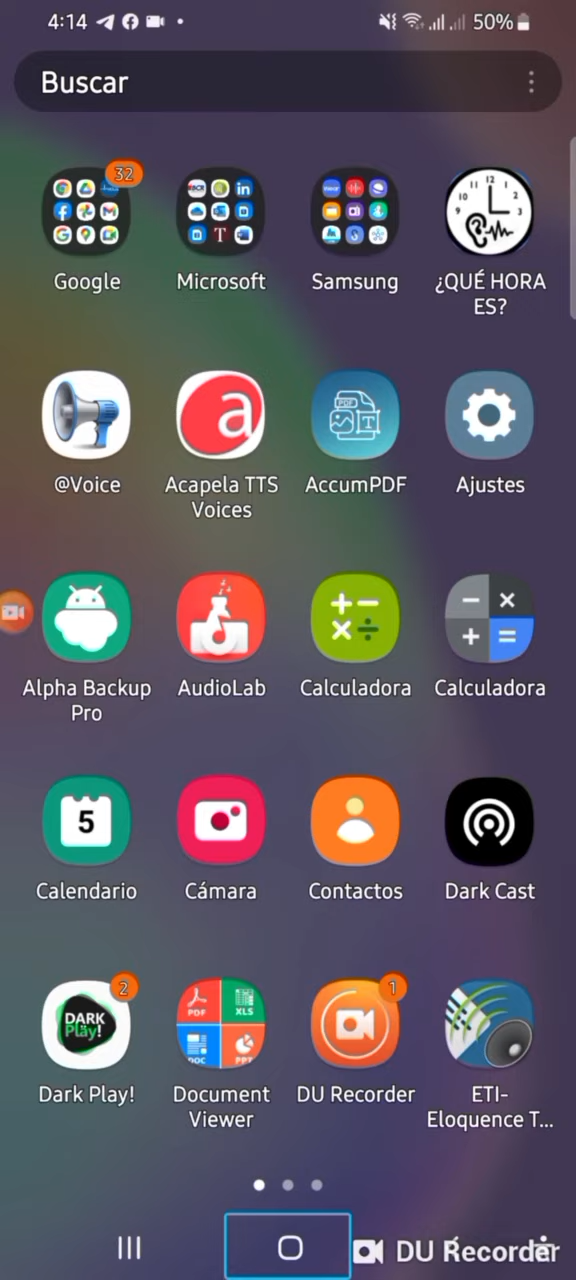 4:14 50%
Buscar
32
Google Microsoft Samsung ¿QUÉ HORA
ES?
@Voice Acapela TTS AccumPDF Ajustes
Voices
Alpha Backup AudioLab Calculadora Calculadora
Pro
5
Calendario Cámara Contactos Dark Cast
2 1
DARK
Play!
PDF XLS
DOC PPT
Dark Play! Document DU Recorder ETI-
Viewer Eloquence T...
DU Recorder